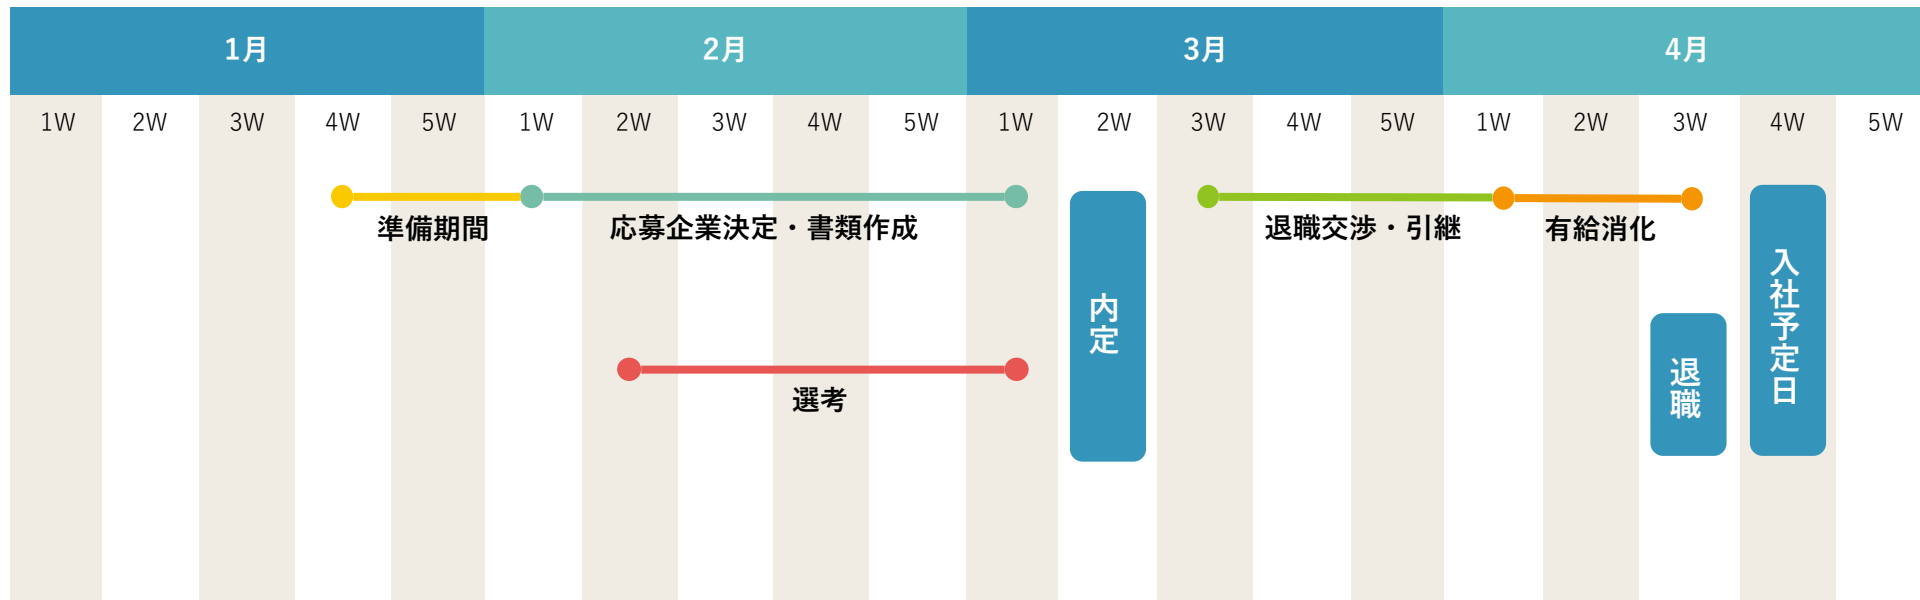 1月 2月 3月 4月
1W 2W 3W 4W 5W 1W 2W 3W 4W 5W 1W 2W 3W 4W 5W 1W 2W 3W 4W 5W
準備期間
応募企業決定・書類作成
選考
内定
退職交渉・引継
有給消化
退職
入社予定日